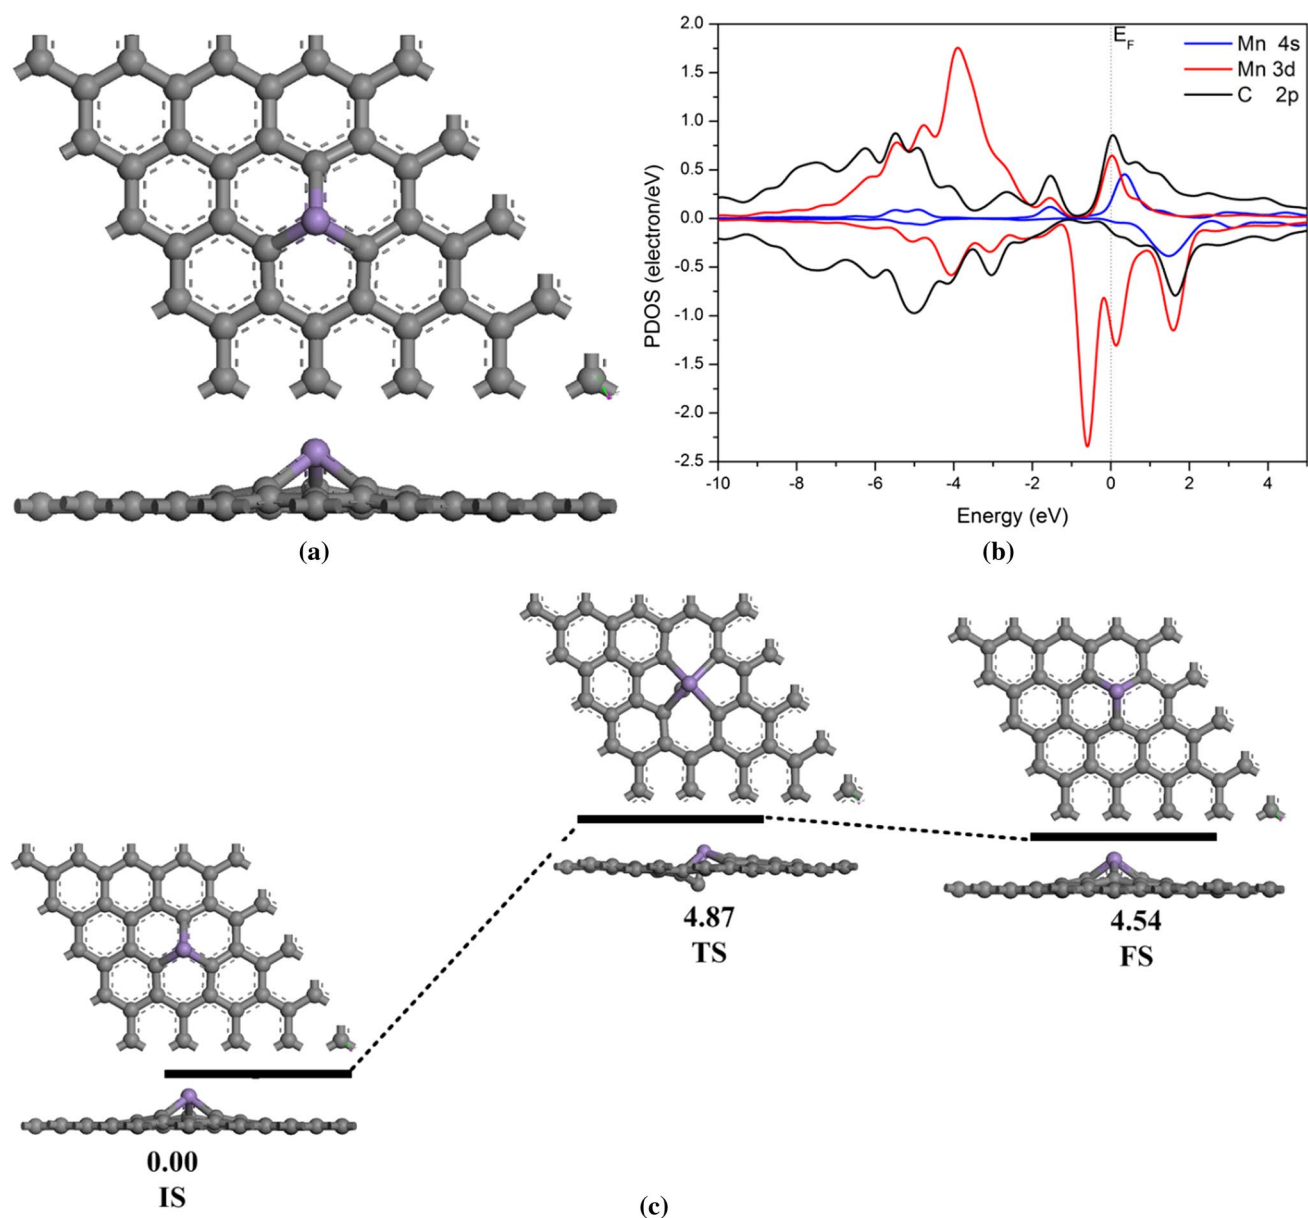 2.0
1.5
1.0
0.5
0.0
-0.5
-1.0
-1.5
-2.0
-2.5
PDOS (electron/eV)
E_F
Mn 4s
Mn 3d
C 2p
-10 -8 -6 -4 -2 0 2 4
Energy (eV)
(a) (b)
4.87
TS
4.54
FS
0.00
IS
(c)